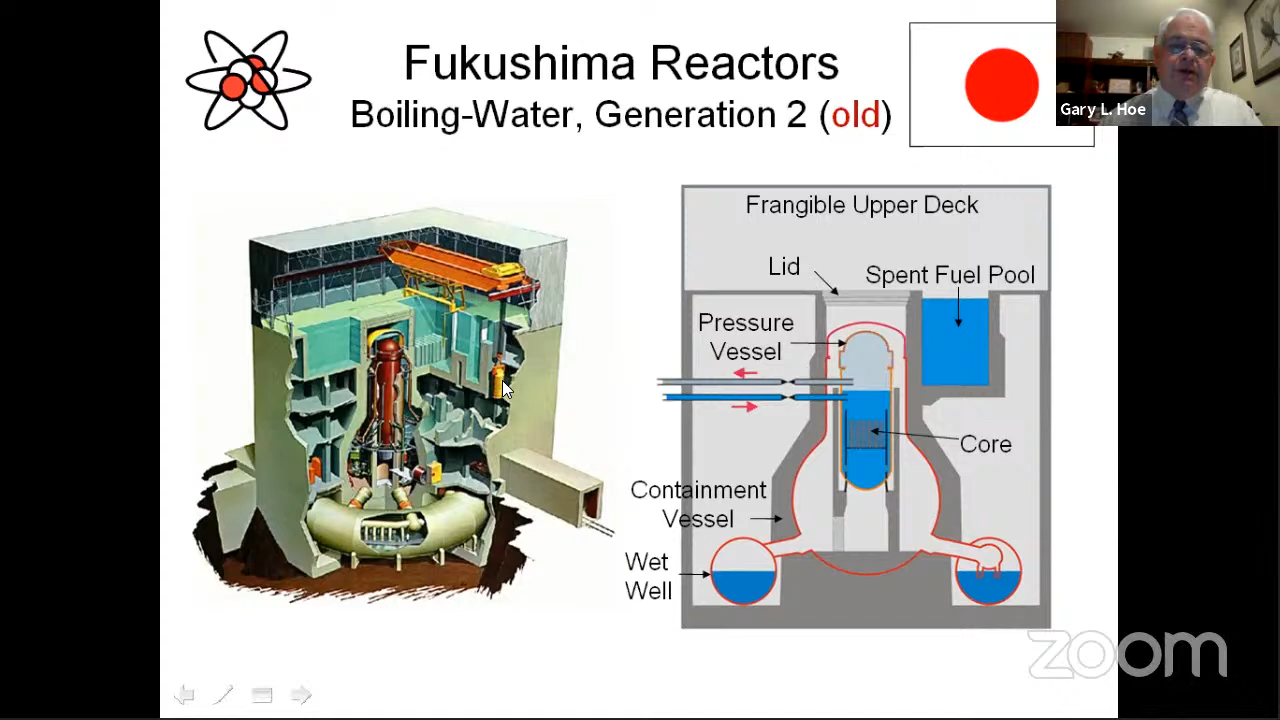 Fukushima Reactors
Boiling-Water, Generation 2 (old)
Gary L. Hoe
Frangible Upper Deck
Lid
Spent Fuel Pool
Pressure
Vessel
Core
Containment
Vessel
Wet
Well
zoom